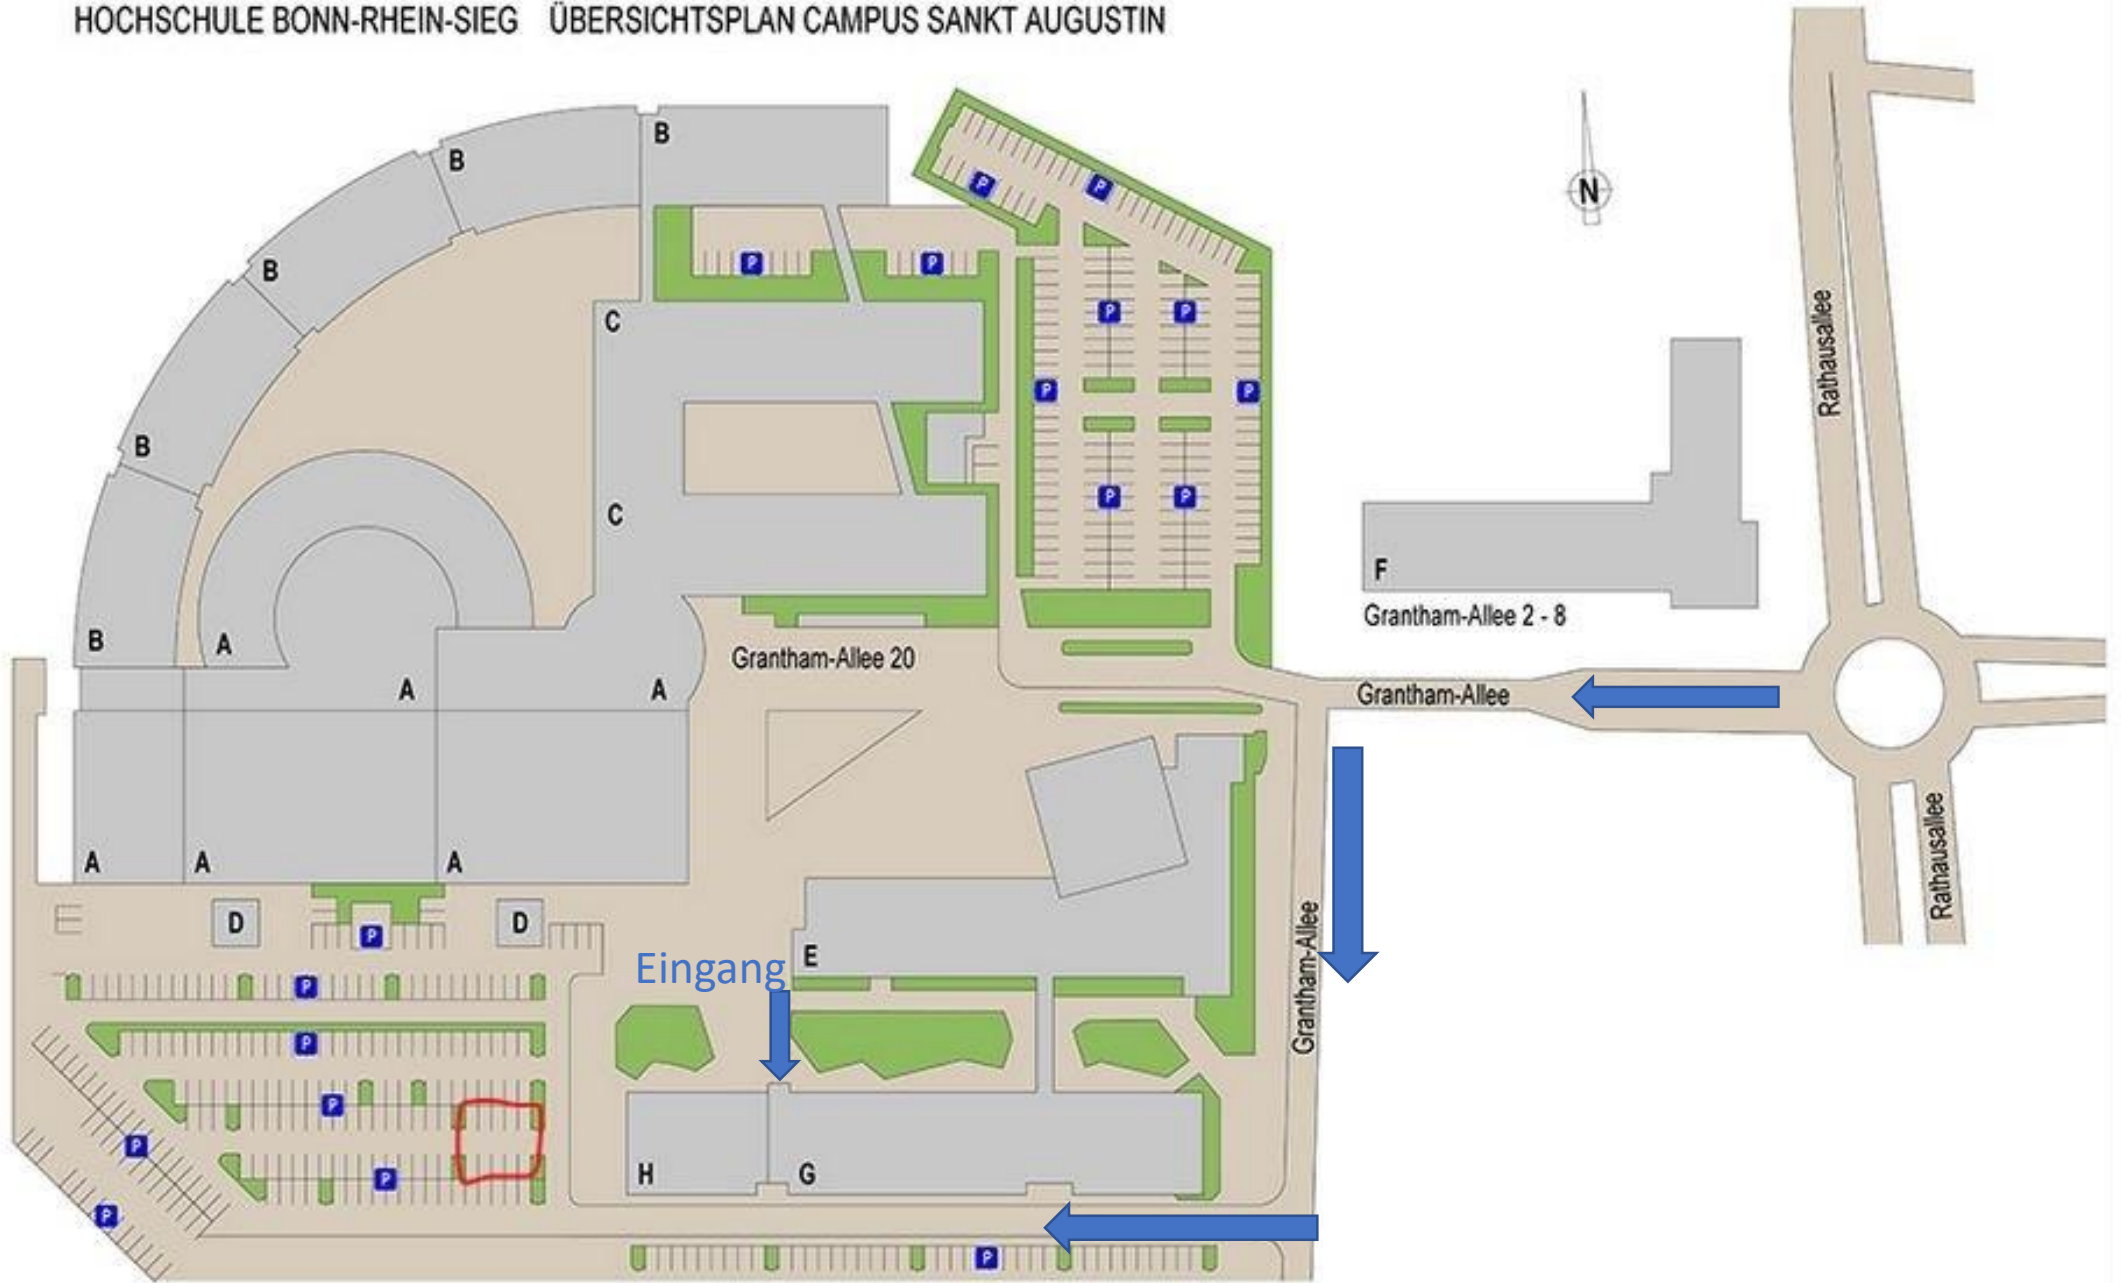 HOCHSCHULE BONN-RHEIN-SIEG ÜBERSICHTSPLAN CAMPUS SANKT AUGUSTIN
B
B
B
B
B
P
P
P
P
N
C
P
P
P
P
Rathausallee
C
P
P
F
Grantham-Allee 2 - 8
A
Grantham-Allee 20
A
A
Grantham-Allee
A
A
A
Rathausallee
D
P
D
E
Eingang
Grantham-Allee
P
P
P
P
P
H
G
P
P